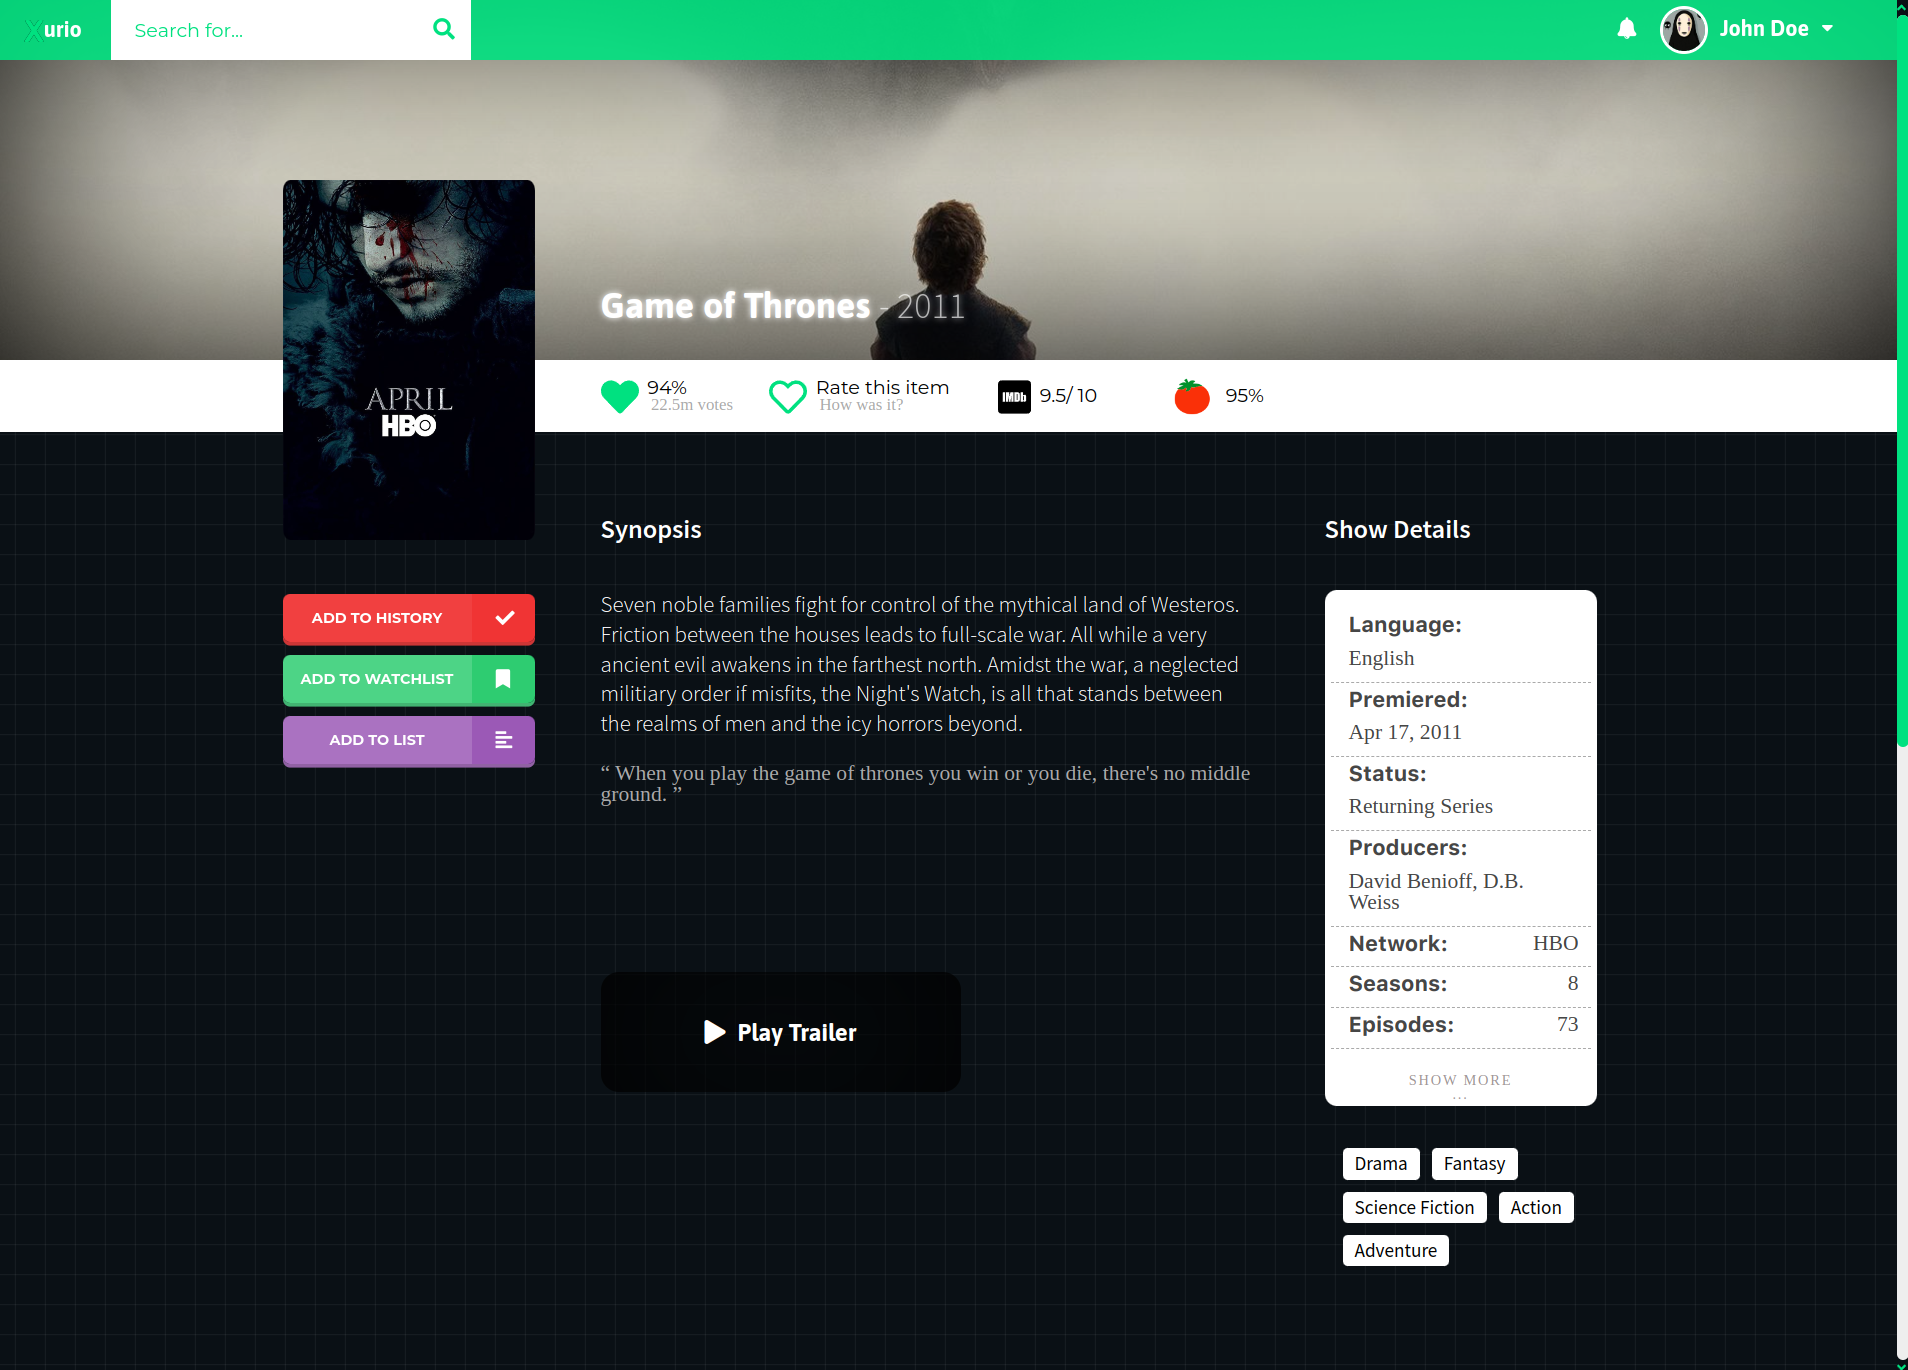 Xurio
Search for...
John Doe
Game of Thrones - 2011
APRIL
HBO
94%
22.5m votes
Rate this item
How was it?
IMDb
9.5/ 10
95%
Synopsis
Show Details
ADD TO HISTORY
ADD TO WATCHLIST
ADD TO LIST
Seven noble families fight for control of the mythical land of Westeros.
Friction between the houses leads to full-scale war. All while a very
ancient evil awakens in the farthest north. Amidst the war, a neglected
militiary order if misfits, the Night's Watch, is all that stands between
the realms of men and the icy horrors beyond.
“ When you play the game of thrones you win or you die, there's no middle
ground. ”
Play Trailer
Language:
English
Premiered:
Apr 17, 2011
Status:
Returning Series
Producers:
David Benioff, D.B.
Weiss
Network: HBO
Seasons: 8
Episodes: 73
SHOW MORE
...
Drama Fantasy
Science Fiction Action
Adventure